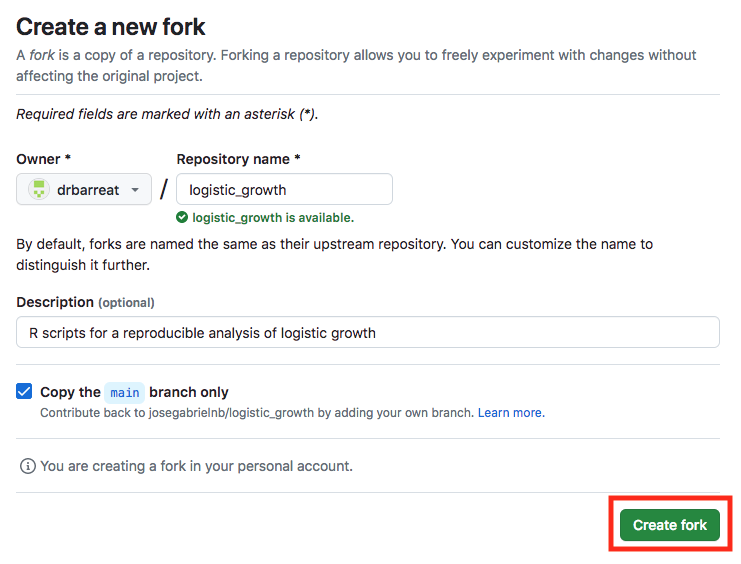 Create a new fork
A fork is a copy of a repository. Forking a repository allows you to freely experiment with changes without
affecting the original project.
Required fields are marked with an asterisk (*).
Owner * Repository name *
drbarreat / logistic_growth
logistic_growth is available.
By default, forks are named the same as their upstream repository. You can customize the name to
distinguish it further.
Description (optional)
R scripts for a reproducible analysis of logistic growth
Copy the main branch only
Contribute back to josegabrielnb/logistic_growth by adding your own branch. Learn more.
You are creating a fork in your personal account.
Create fork